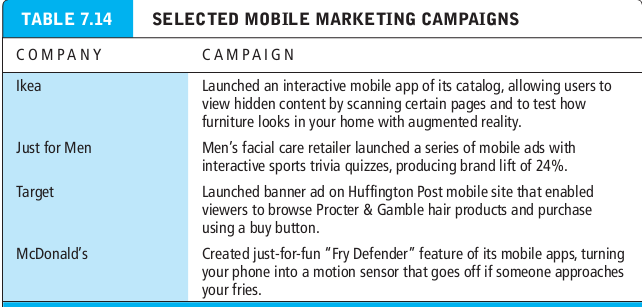 TABLE 7.14 SELECTED MOBILE MARKETING CAMPAIGNS
COMPANY CAMPAIGN
Ikea Launched an interactive mobile app of its catalog, allowing users to
view hidden content by scanning certain pages and to test how
furniture looks in your home with augmented reality.
Just for Men Men’s facial care retailer launched a series of mobile ads with
interactive sports trivia quizzes, producing brand lift of 24%.
Target Launched banner ad on Huffington Post mobile site that enabled
viewers to browse Procter & Gamble hair products and purchase
using a buy button.
McDonald’s Created just-for-fun “Fry Defender” feature of its mobile apps, turning
your phone into a motion sensor that goes off if someone approaches
your fries.